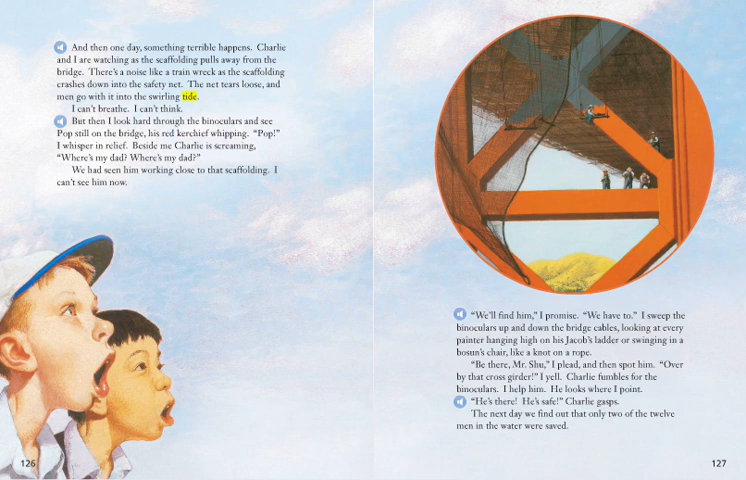 And then one day, something terrible happens. Charlie
and I are watching as the scaffolding pulls away from the
bridge. There's a noise like a train wreck as the scaffolding
crashes down into the safety net. The net tears loose, and
men go with it into the swirling tide.
I can't breathe. I can't think.
But then I look hard through the binoculars and see
Pop still on the bridge, his red kerchief whipping. "Pop!"
I whisper in relief. Beside me Charlie is screaming,
"Where's my dad? Where's my dad?"
We had seen him working close to that scaffolding. I
can't see him now.
126
"We'll find him," I promise. "We have to." I sweep the
binoculars up and down the bridge cables, looking at every
painter hanging high on his Jacob's ladder or swinging in a
bosun's chair, like a knot on a rope.
"Be there, Mr. Shu," I plead, and then spot him. "Over
by that cross girder!" I yell. Charlie fumbles for the
binoculars. I help him. He looks where I point.
"He's there! He's safe!" Charlie gasps.
The next day we find out that only two of the twelve
men in the water were saved.
127